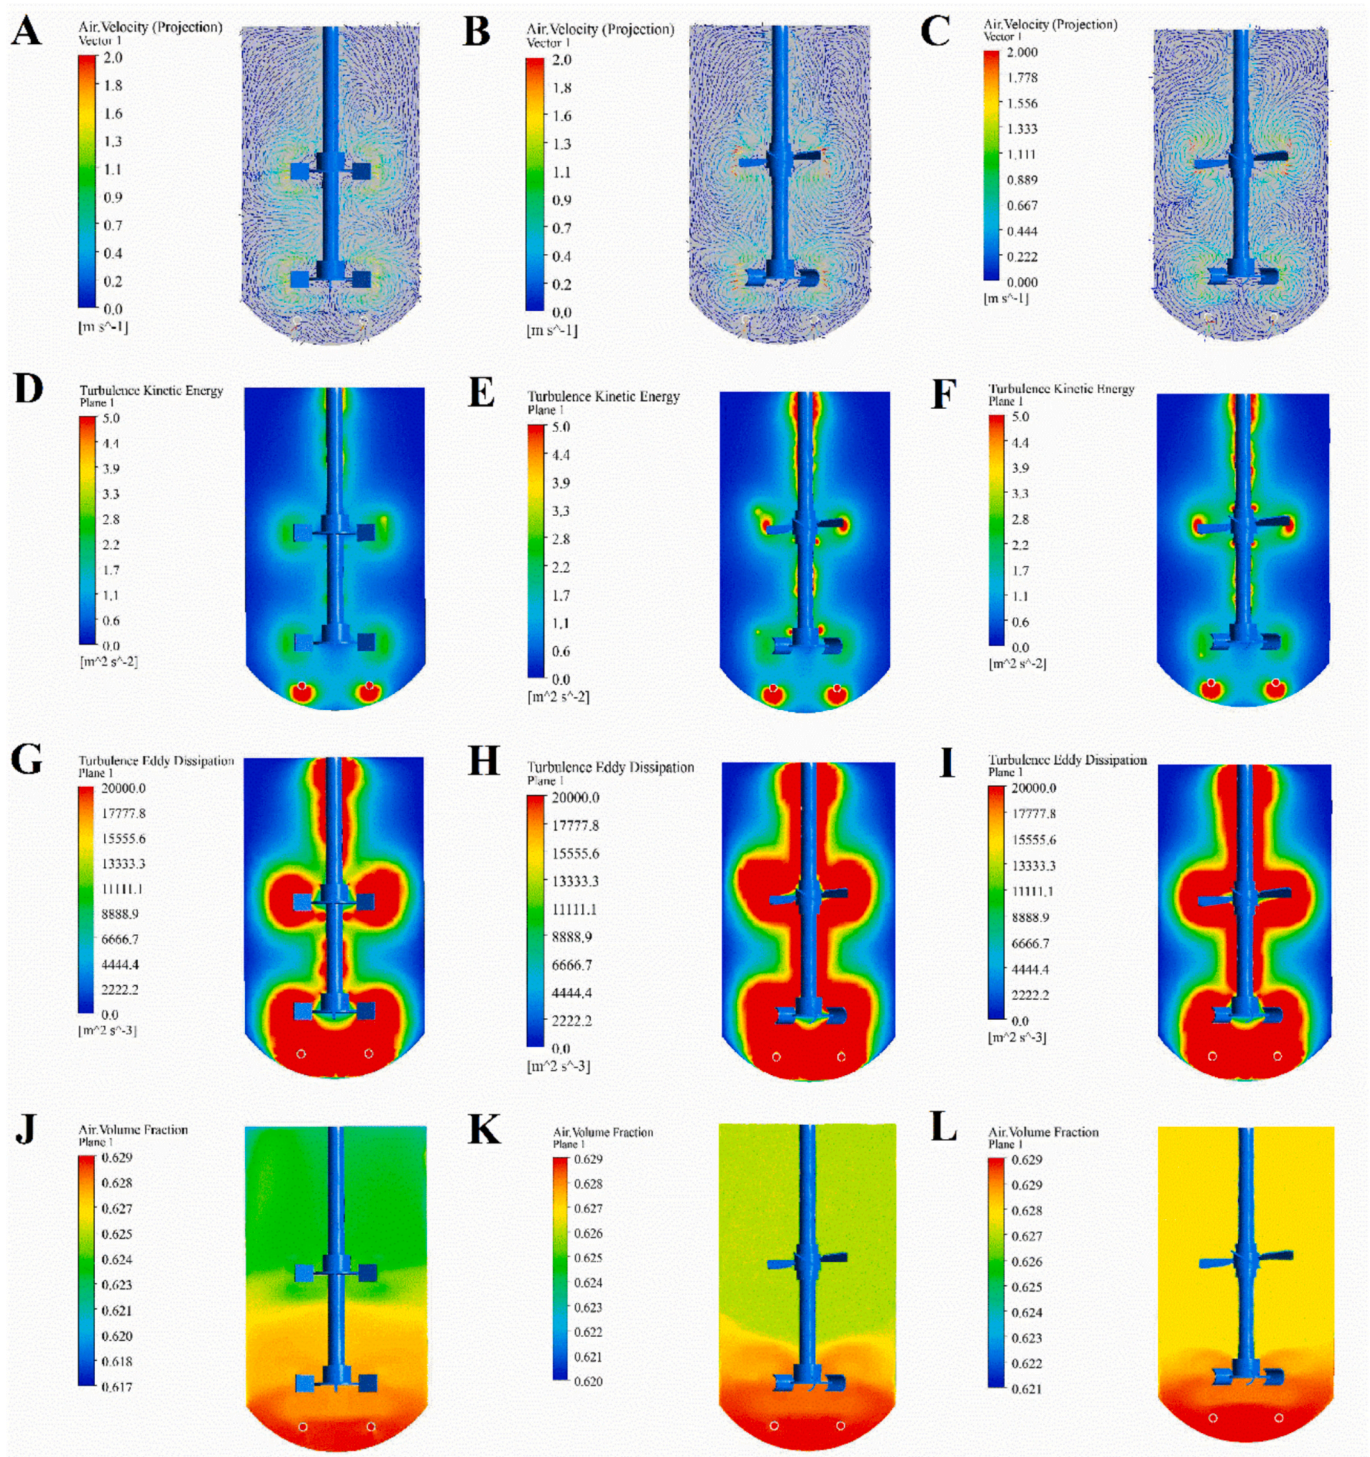 A
Air.Velocity (Projection)
Vector 1
2.0
1.8
1.6
1.3
1.1
0.9
0.7
0.4
0.2
0.0
[m s^-1]
B
Air.Velocity (Projection)
Vector 1
2.0
1.8
1.6
1.3
1.1
0.9
0.7
0.4
0.2
0.0
[m s^-1]
C
Air.Velocity (Projection)
Vector 1
2.000
1.778
1.556
1.333
1.111
0.889
0.667
0.444
0.222
0.000
[m s^-1]
D
Turbulence Kinetic Energy
Plane 1
5.0
4.4
3.9
3.3
2.8
2.2
1.7
1.1
0.6
0.0
[m^2 s^-2]
E
Turbulence Kinetic Energy
Plane 1
5.0
4.4
3.9
3.3
2.8
2.2
1.7
1.1
0.6
0.0
[m^2 s^-2]
F
Turbulence Kinetic Energy
Plane 1
5.0
4.4
3.9
3.3
2.8
2.2
1.7
1.1
0.6
0.0
[m^2 s^-2]
G
Turbulence Eddy Dissipation
Plane 1
20000.0
17777.8
15555.6
13333.3
11111.1
8888.9
6666.7
4444.4
2222.2
0.0
[m^2 s^-3]
H
Turbulence Eddy Dissipation
Plane 1
20000.0
17777.8
15555.6
13333.3
11111.1
8888.9
6666.7
4444.4
2222.2
0.0
[m^2 s^-3]
I
Turbulence Eddy Dissipation
Plane 1
20000.0
17777.8
15555.6
13333.3
11111.1
8888.9
6666.7
4444.4
2222.2
0.0
[m^2 s^-3]
J
Air.Volume Fraction
Plane 1
0.629
0.628
0.627
0.625
0.624
0.623
0.621
0.620
0.618
0.617
K
Air.Volume Fraction
Plane 1
0.629
0.628
0.627
0.626
0.625
0.624
0.623
0.622
0.621
0.620
L
Air.Volume Fraction
Plane 1
0.629
0.629
0.628
0.627
0.626
0.625
0.624
0.623
0.622
0.621